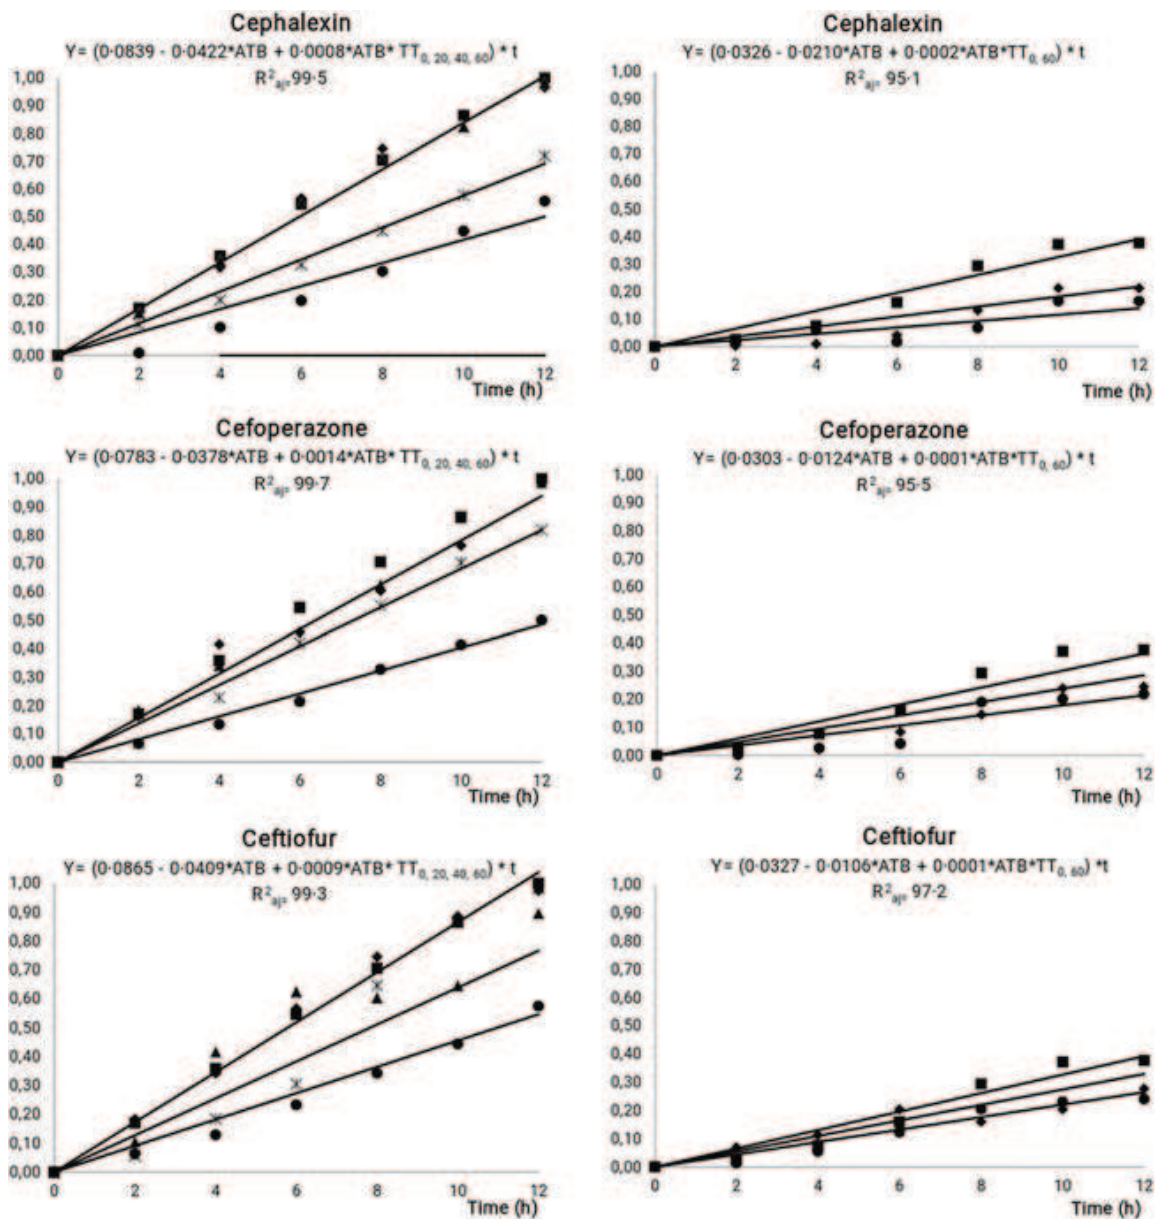 Cephalexin
Y= (0·0839 - 0·0422*ATB + 0·0008*ATB* TT0, 20, 40, 60) * t
R²aj= 99·5
1,00
0,90
0,80
0,70
0,60
0,50
0,40
0,30
0,20
0,10
0,00
0 2 4 6 8 10 12
Time (h)
Cephalexin
Y= (0·0326 - 0·0210*ATB + 0·0002*ATB*TT0, 60) * t
R²aj= 95·1
1,00
0,90
0,80
0,70
0,60
0,50
0,40
0,30
0,20
0,10
0,00
0 2 4 6 8 10 12
Time (h)
Cefoperazone
Y= (0·0783 - 0·0378*ATB + 0·0014*ATB* TT0, 20, 40, 60) * t
R²aj= 99·7
1,00
0,90
0,80
0,70
0,60
0,50
0,40
0,30
0,20
0,10
0,00
0 2 4 6 8 10 12
Time (h)
Cefoperazone
Y= (0·0303 - 0·0124*ATB + 0·0001*ATB*TT0, 60) * t
R²aj= 95·5
1,00
0,90
0,80
0,70
0,60
0,50
0,40
0,30
0,20
0,10
0,00
0 2 4 6 8 10 12
Time (h)
Ceftiofur
Y= (0·0865 - 0·0409*ATB + 0·0009*ATB* TT0, 20, 40, 60) * t
R²aj= 99·3
1,00
0,90
0,80
0,70
0,60
0,50
0,40
0,30
0,20
0,10
0,00
0 2 4 6 8 10 12
Time (h)
Ceftiofur
Y= (0·0327 - 0·0106*ATB + 0·0001*ATB*TT0, 60) *t
R²aj= 97·2
1,00
0,90
0,80
0,70
0,60
0,50
0,40
0,30
0,20
0,10
0,00
0 2 4 6 8 10 12
Time (h)